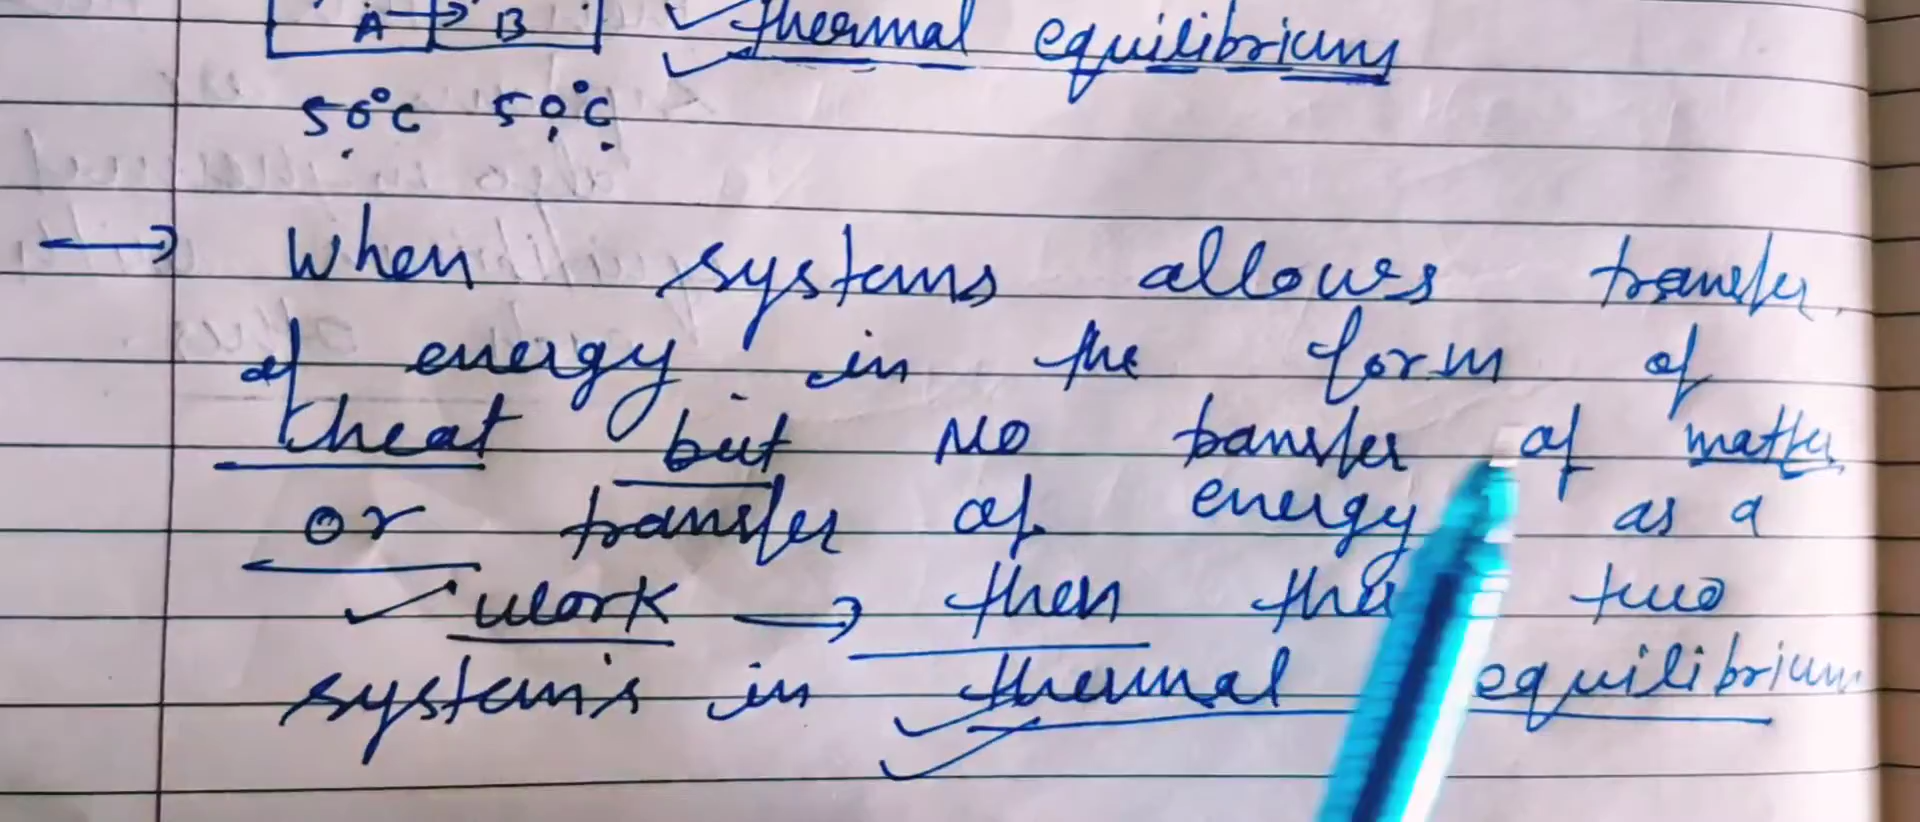 A → B ✓ thermal equilibrium
50°C 50°C
→ When systems allows transfer
of energy in the form of
heat but NO transfer of matter
or transfer of energy as a
✓ work → then the two
system's in thermal equilibrium